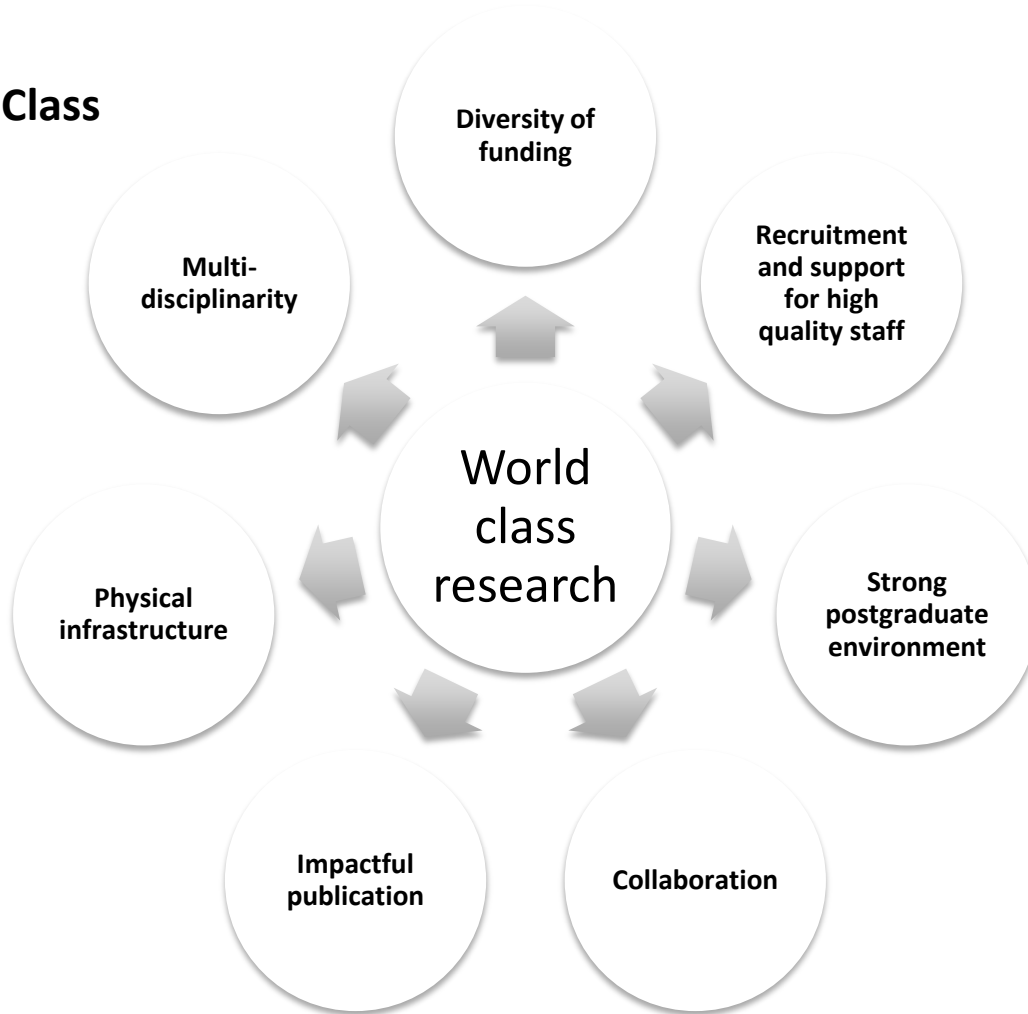 Class
Diversity of
funding
Recruitment
and support
for high
quality staff
Strong
postgraduate
environment
Collaboration
Impactful
publication
Physical
infrastructure
Multi-
disciplinarity
World
class
research